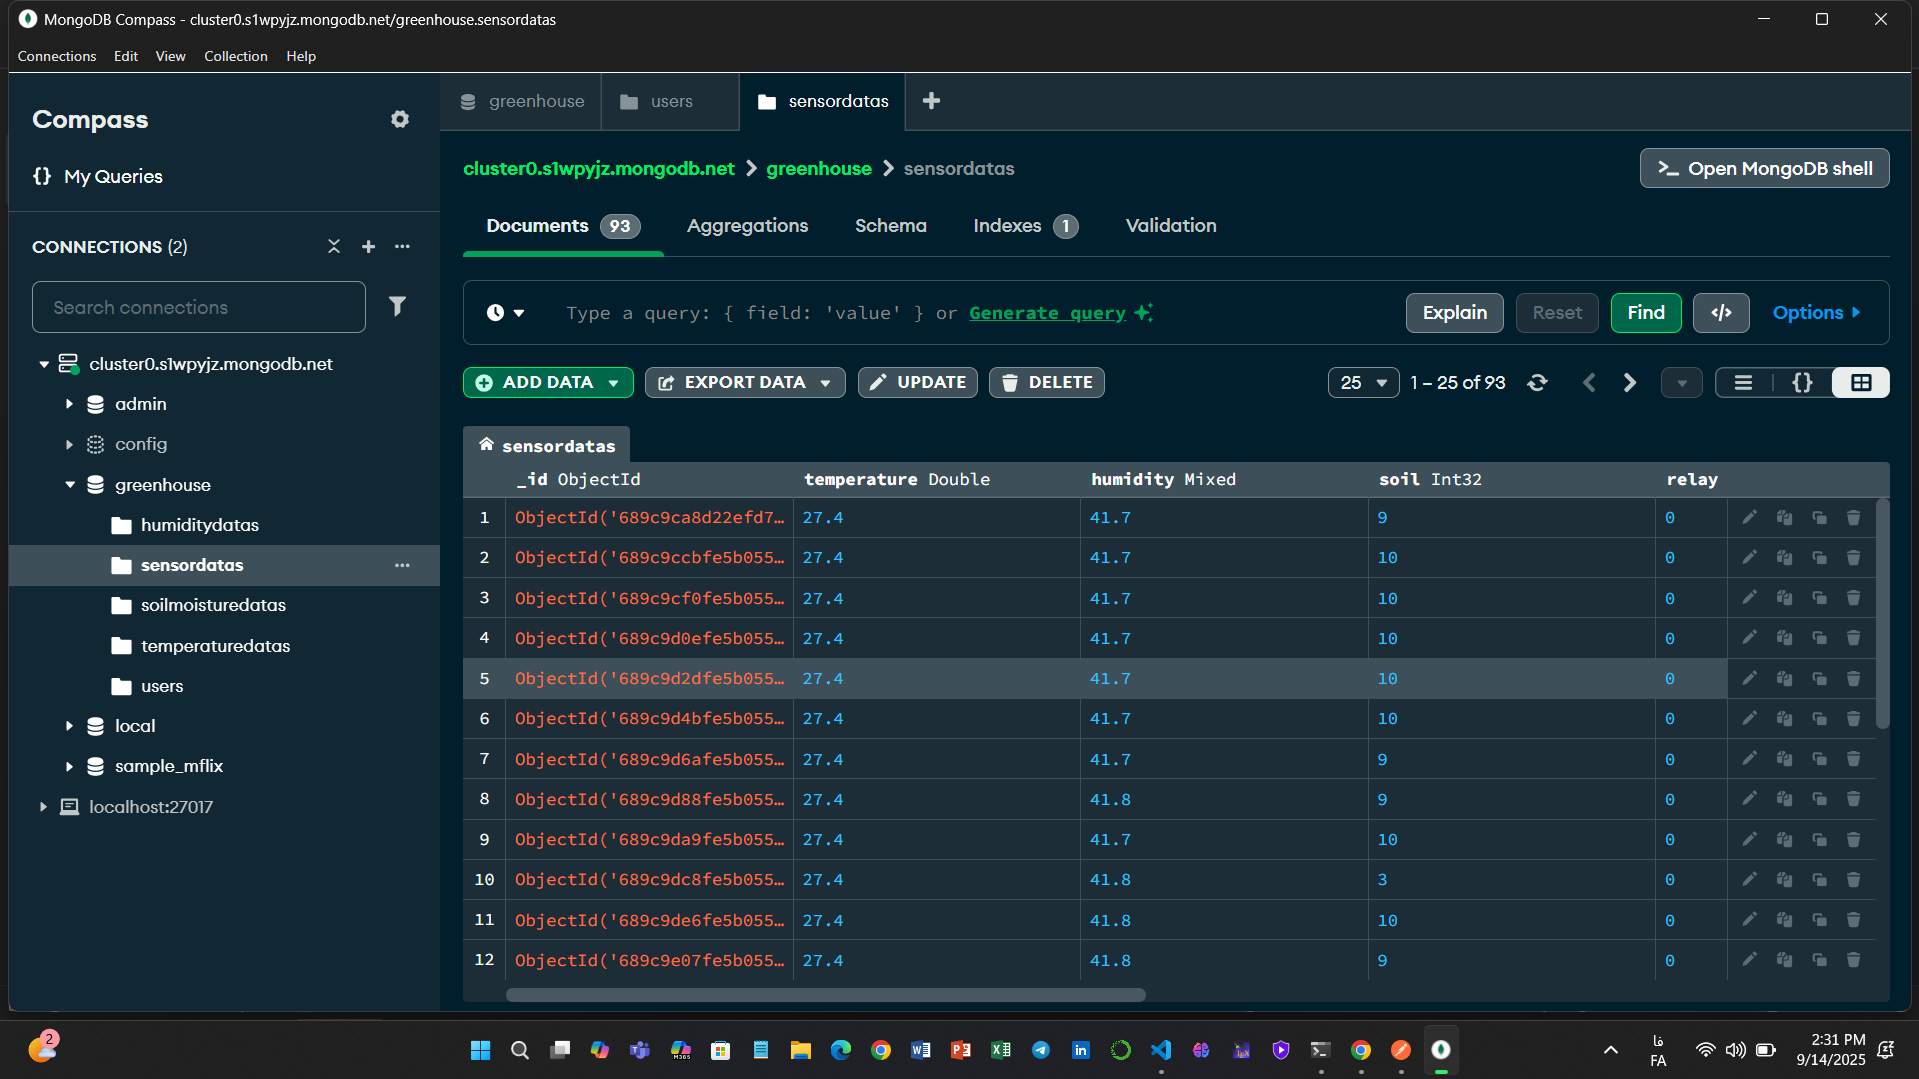 MongoDB Compass - cluster0.s1wpyjz.mongodb.net/greenhouse.sensordatas
Connections Edit View Collection Help
Compass
My Queries
CONNECTIONS (2)
Search connections
cluster0.s1wpyjz.mongodb.net
admin
config
greenhouse
humiditydatas
sensordatas
soilmoisturedatas
temperaturedatas
users
local
sample_mflix
localhost:27017
greenhouse users sensordatas
cluster0.s1wpyjz.mongodb.net > greenhouse > sensordatas
>_ Open MongoDB shell
Documents 93 Aggregations Schema Indexes 1 Validation
Type a query: { field: 'value' } or Generate query
Explain Reset Find </> Options
ADD DATA EXPORT DATA UPDATE DELETE
25 1 – 25 of 93
sensordatas
_id ObjectId temperature Double humidity Mixed soil Int32 relay
1 ObjectId('689c9ca8d22efd7… 27.4 41.7 9 0
2 ObjectId('689c9ccbfe5b055… 27.4 41.7 10 0
3 ObjectId('689c9cf0fe5b055… 27.4 41.7 10 0
4 ObjectId('689c9d0efe5b055… 27.4 41.7 10 0
5 ObjectId('689c9d2dfe5b055… 27.4 41.7 10 0
6 ObjectId('689c9d4bfe5b055… 27.4 41.7 10 0
7 ObjectId('689c9d6afe5b055… 27.4 41.7 9 0
8 ObjectId('689c9d88fe5b055… 27.4 41.8 9 0
9 ObjectId('689c9da9fe5b055… 27.4 41.7 10 0
10 ObjectId('689c9dc8fe5b055… 27.4 41.8 3 0
11 ObjectId('689c9de6fe5b055… 27.4 41.8 10 0
12 ObjectId('689c9e07fe5b055… 27.4 41.8 9 0
2
M365
فا
FA
2:31 PM
9/14/2025